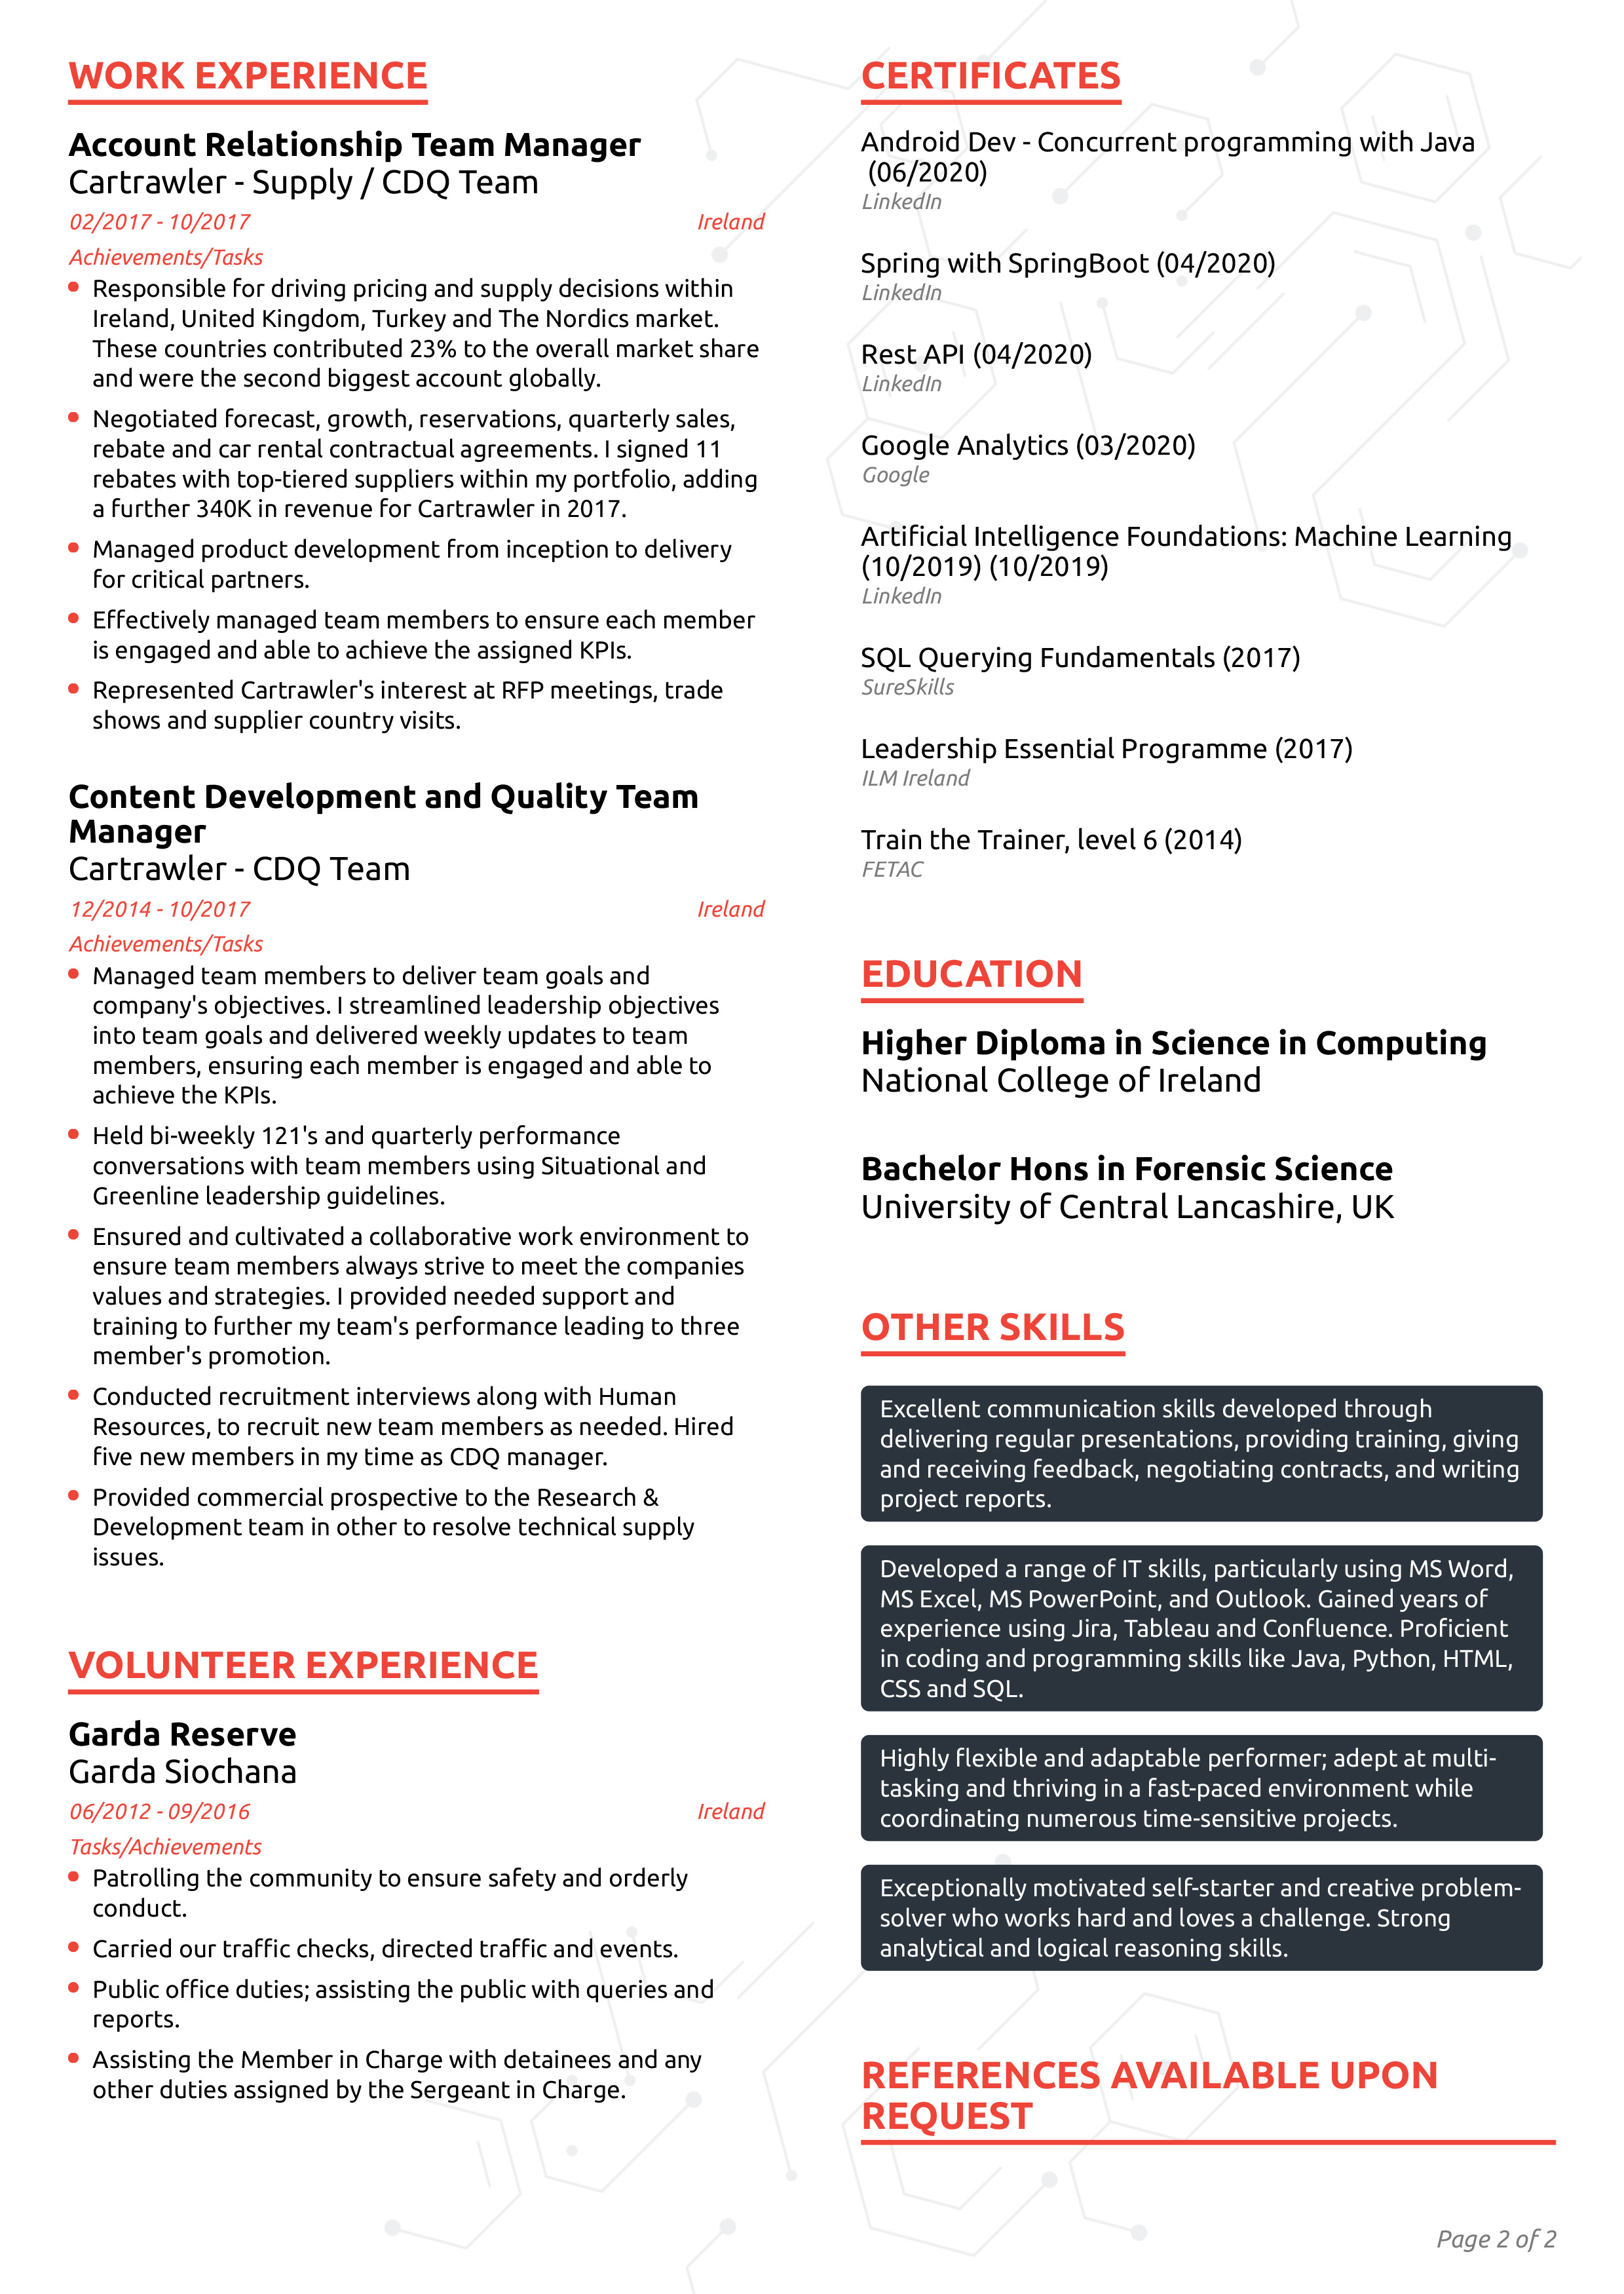 WORK EXPERIENCE
Account Relationship Team Manager
Cartrawler - Supply / CDQ Team
02/2017 - 10/2017 Ireland
Achievements/Tasks
Responsible for driving pricing and supply decisions within
Ireland, United Kingdom, Turkey and The Nordics market.
These countries contributed 23% to the overall market share
and were the second biggest account globally.
Negotiated forecast, growth, reservations, quarterly sales,
rebate and car rental contractual agreements. I signed 11
rebates with top-tiered suppliers within my portfolio, adding
a further 340K in revenue for Cartrawler in 2017.
Managed product development from inception to delivery
for critical partners.
Effectively managed team members to ensure each member
is engaged and able to achieve the assigned KPIs.
Represented Cartrawler's interest at RFP meetings, trade
shows and supplier country visits.
Content Development and Quality Team
Manager
Cartrawler - CDQ Team
12/2014 - 10/2017 Ireland
Achievements/Tasks
Managed team members to deliver team goals and
company's objectives. I streamlined leadership objectives
into team goals and delivered weekly updates to team
members, ensuring each member is engaged and able to
achieve the KPIs.
Held bi-weekly 121's and quarterly performance
conversations with team members using Situational and
Greenline leadership guidelines.
Ensured and cultivated a collaborative work environment to
ensure team members always strive to meet the companies
values and strategies. I provided needed support and
training to further my team's performance leading to three
member's promotion.
Conducted recruitment interviews along with Human
Resources, to recruit new team members as needed. Hired
five new members in my time as CDQ manager.
Provided commercial prospective to the Research &
Development team in other to resolve technical supply
issues.
VOLUNTEER EXPERIENCE
Garda Reserve
Garda Siochana
06/2012 - 09/2016 Ireland
Tasks/Achievements
Patrolling the community to ensure safety and orderly
conduct.
Carried our traffic checks, directed traffic and events.
Public office duties; assisting the public with queries and
reports.
Assisting the Member in Charge with detainees and any
other duties assigned by the Sergeant in Charge.
CERTIFICATES
Android Dev - Concurrent programming with Java
(06/2020)
LinkedIn
Spring with SpringBoot (04/2020)
LinkedIn
Rest API (04/2020)
LinkedIn
Google Analytics (03/2020)
Google
Artificial Intelligence Foundations: Machine Learning
(10/2019) (10/2019)
LinkedIn
SQL Querying Fundamentals (2017)
SureSkills
Leadership Essential Programme (2017)
ILM Ireland
Train the Trainer, level 6 (2014)
FETAC
EDUCATION
Higher Diploma in Science in Computing
National College of Ireland
Bachelor Hons in Forensic Science
University of Central Lancashire, UK
OTHER SKILLS
Excellent communication skills developed through
delivering regular presentations, providing training, giving
and receiving feedback, negotiating contracts, and writing
project reports.
Developed a range of IT skills, particularly using MS Word,
MS Excel, MS PowerPoint, and Outlook. Gained years of
experience using Jira, Tableau and Confluence. Proficient
in coding and programming skills like Java, Python, HTML,
CSS and SQL.
Highly flexible and adaptable performer; adept at multi-
tasking and thriving in a fast-paced environment while
coordinating numerous time-sensitive projects.
Exceptionally motivated self-starter and creative problem-
solver who works hard and loves a challenge. Strong
analytical and logical reasoning skills.
REFERENCES AVAILABLE UPON
REQUEST
Page 2 of 2